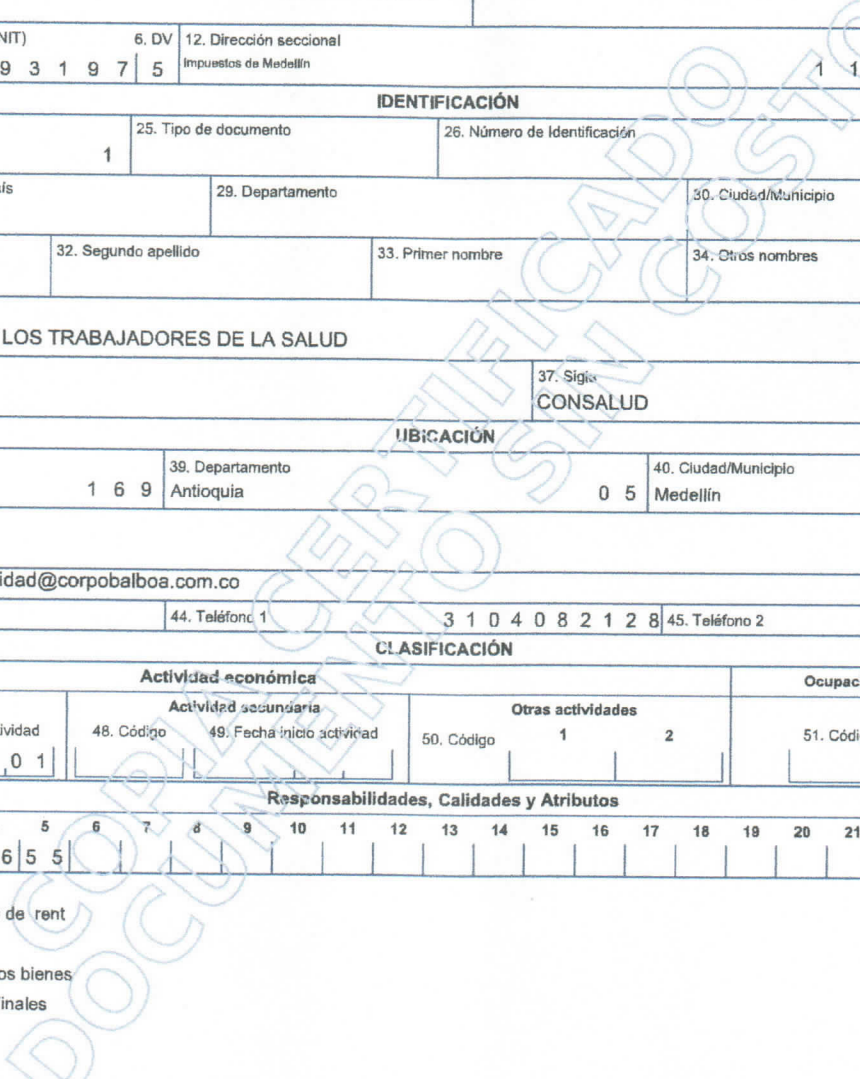 NIT) 6. DV 12. Dirección seccional
9 3 1 9 7 5 Impuestos de Medellín 1 1
IDENTIFICACIÓN
25. Tipo de documento 26. Número de Identificación
1
ís 29. Departamento 30. Ciudad/Municipio
32. Segundo apellido 33. Primer nombre 34. Otros nombres
LOS TRABAJADORES DE LA SALUD
37. Sigla
CONSALUD
UBICACIÓN
39. Departamento 40. Ciudad/Municipio
1 6 9 Antioquia 0 5 Medellín
idad@corpobalboa.com.co
44. Teléfono 1 3 1 0 4 0 8 2 1 2 8 45. Teléfono 2
CLASIFICACIÓN
Actividad económica Ocupac
Actividad secundaria Otras actividades
ividad 48. Código 49. Fecha inicio actividad 50. Código 1 2 51. Códi
0 1
Responsabilidades, Calidades y Atributos
5 6 7 8 9 10 11 12 13 14 15 16 17 18 19 20 21
6 5 5
de rent
os bienes
inales
COPIA CERTIFICADO
DOCUMENTO SIN COSTO